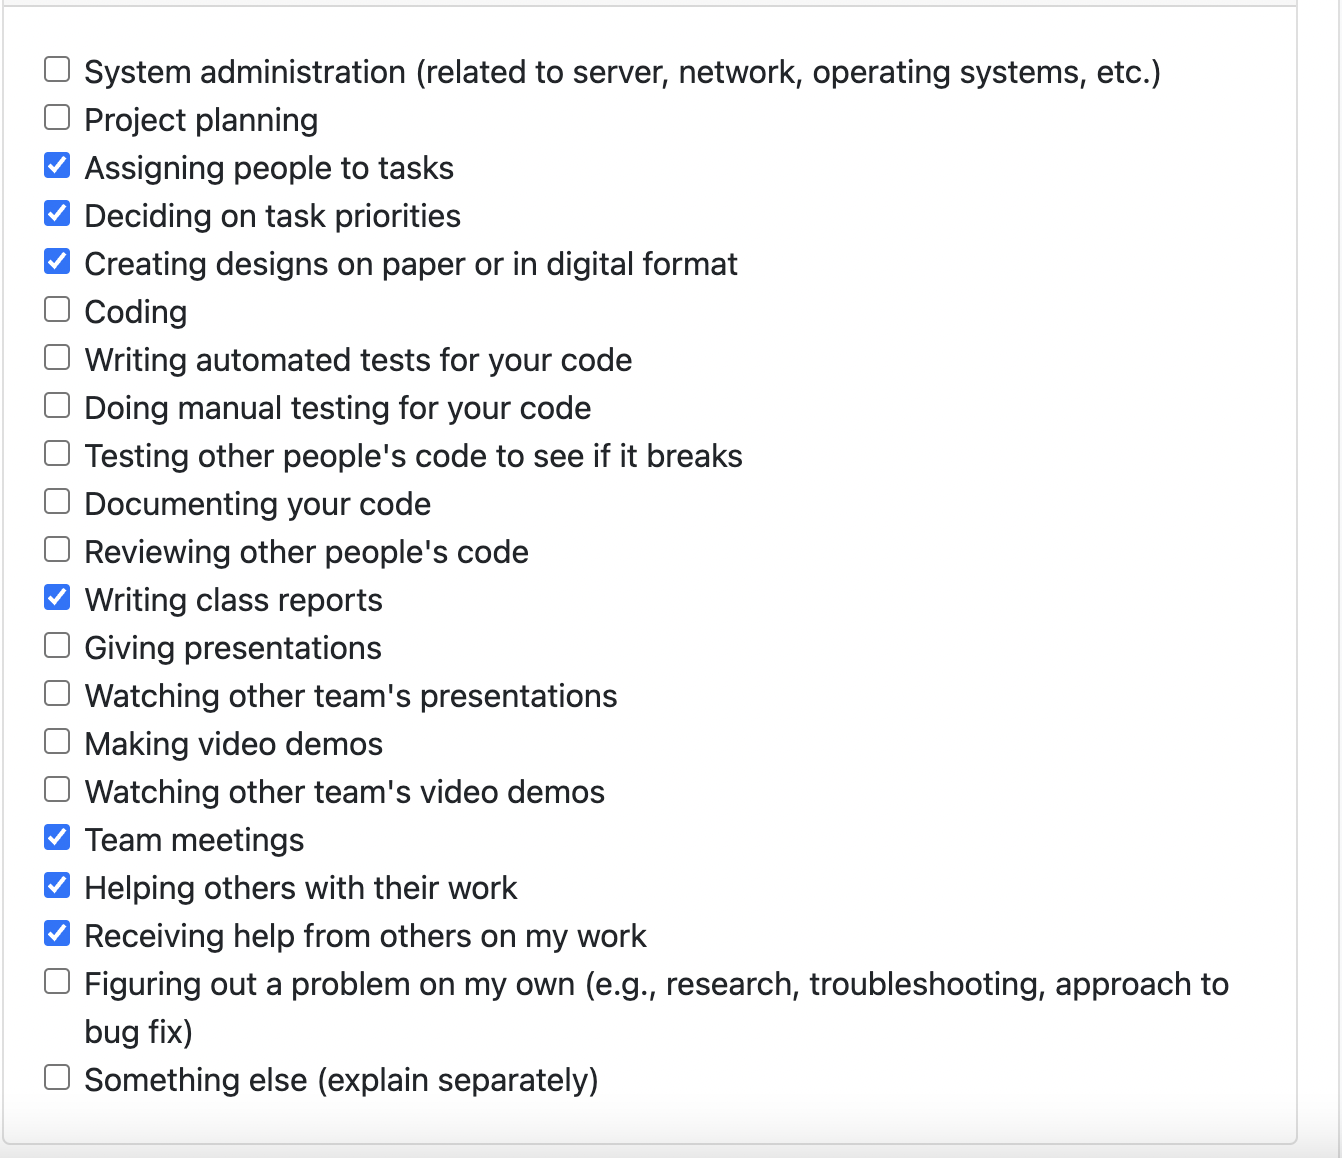 System administration (related to server, network, operating systems, etc.)
Project planning
Assigning people to tasks
Deciding on task priorities
Creating designs on paper or in digital format
Coding
Writing automated tests for your code
Doing manual testing for your code
Testing other people's code to see if it breaks
Documenting your code
Reviewing other people's code
Writing class reports
Giving presentations
Watching other team's presentations
Making video demos
Watching other team's video demos
Team meetings
Helping others with their work
Receiving help from others on my work
Figuring out a problem on my own (e.g., research, troubleshooting, approach to
bug fix)
Something else (explain separately)